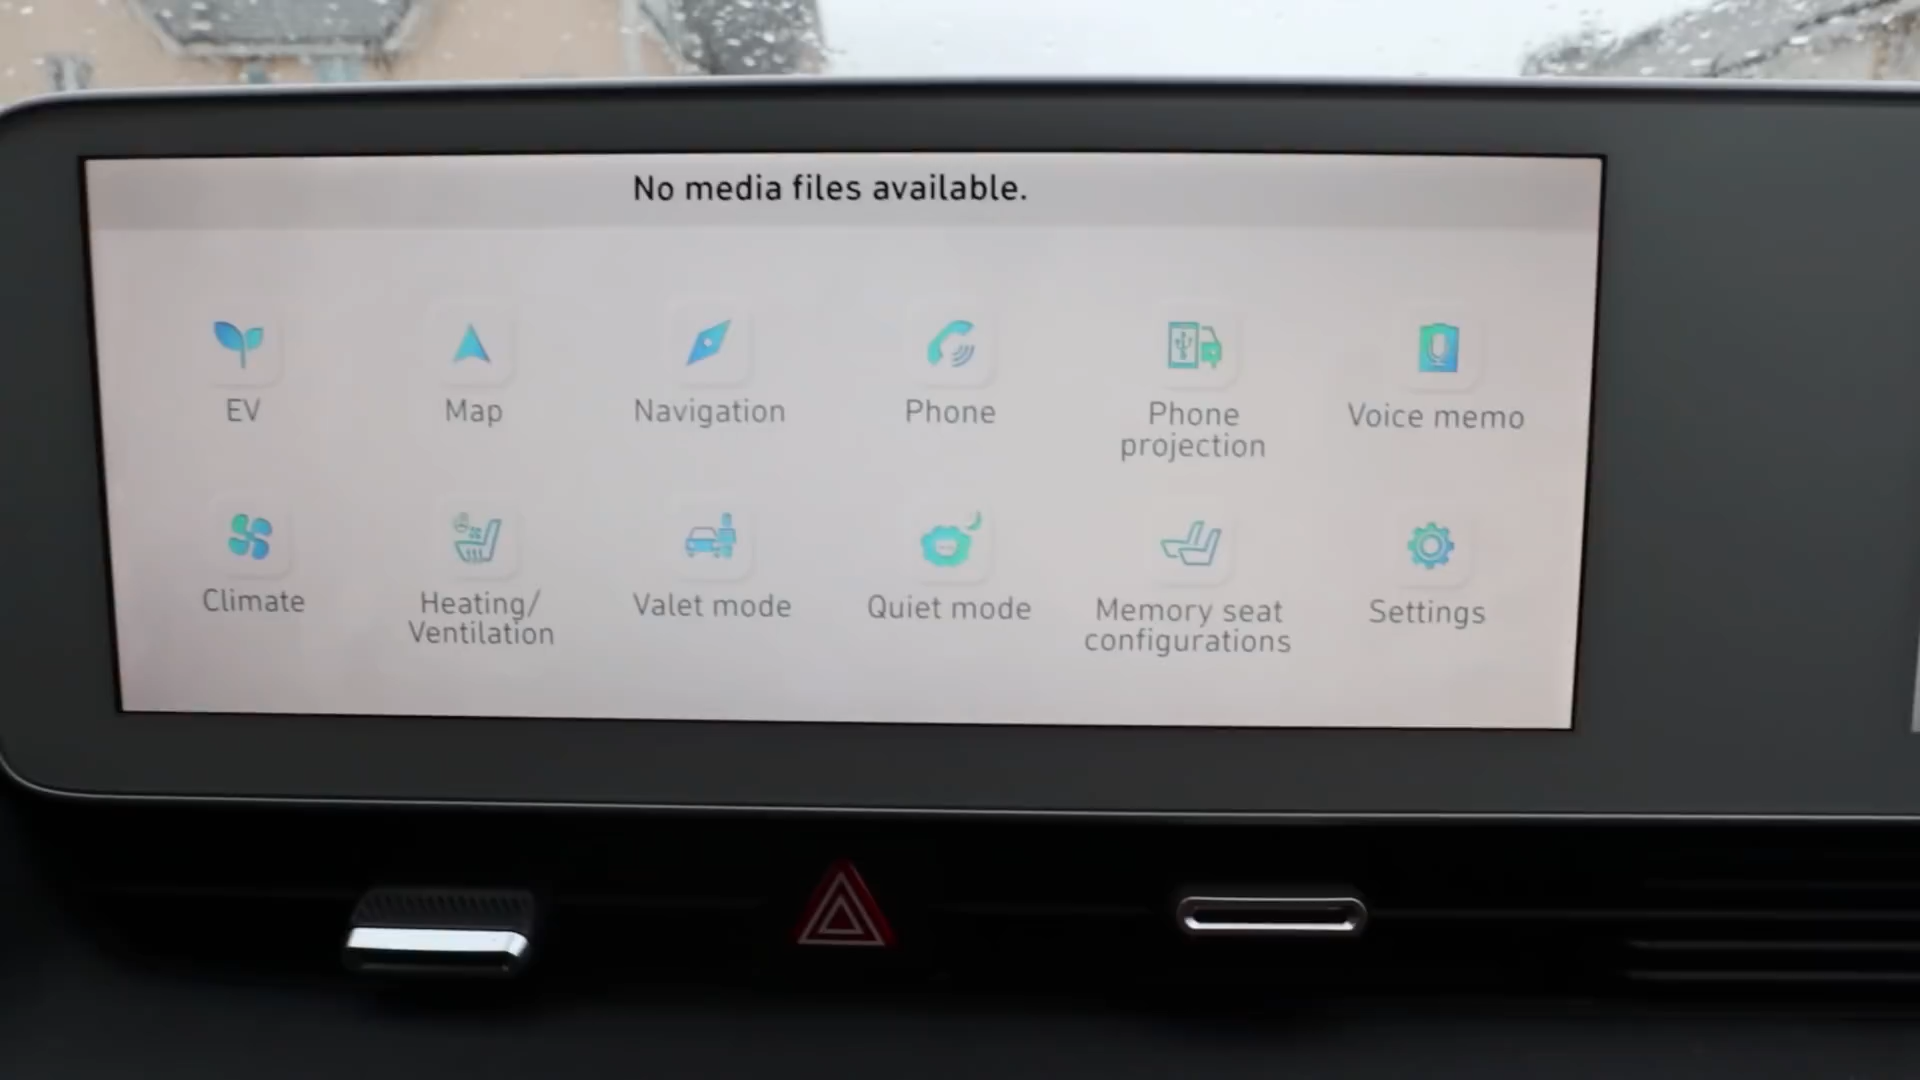 No media files available.
EV
Map
Navigation
Phone
Phone
projection
Voice memo
Climate
Heating/
Ventilation
Valet mode
Quiet mode
Memory seat
configurations
Settings